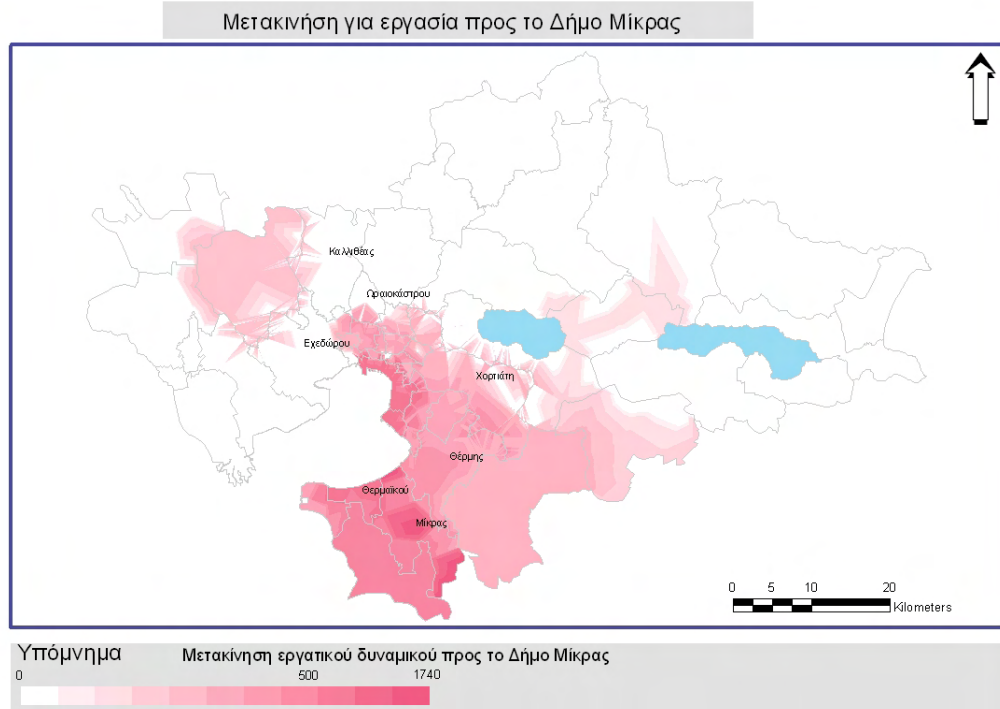 Μετακινήση για εργασία προς το Δήμο Μίκρας
Καλλιθέας
Ωραιοκάστρου
Εχεδώρου
Χορτιάτη
Θέρμης
Θερμαϊκού
Μίκρας
0 5 10 20
Kilometers
Υπόμνημα
Μετακίνηση εργατικού δυναμικού προς το Δήμο Μίκρας
0 500 1740